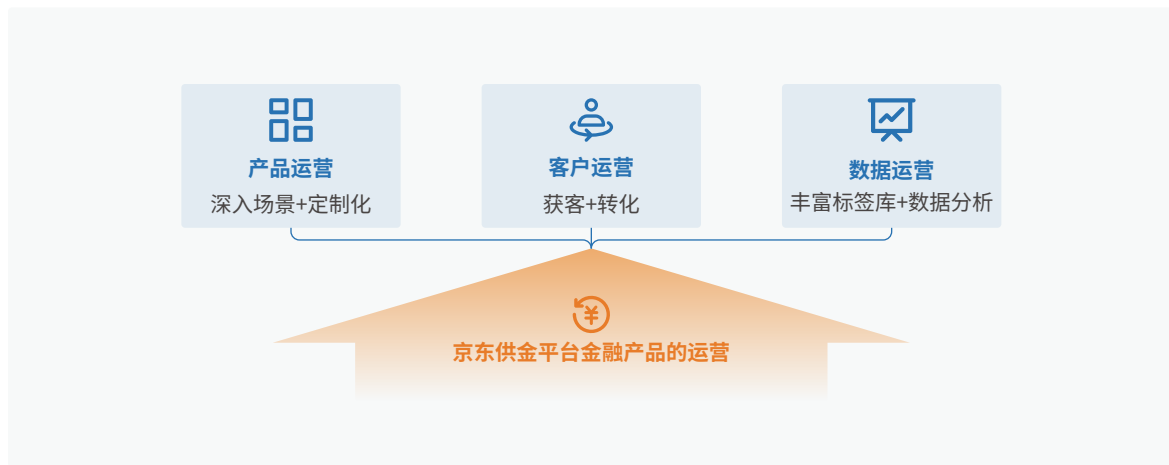 产品运营
深入场景+定制化
客户运营
获客+转化
数据运营
丰富标签库+数据分析
¥
京东供金平台金融产品的运营